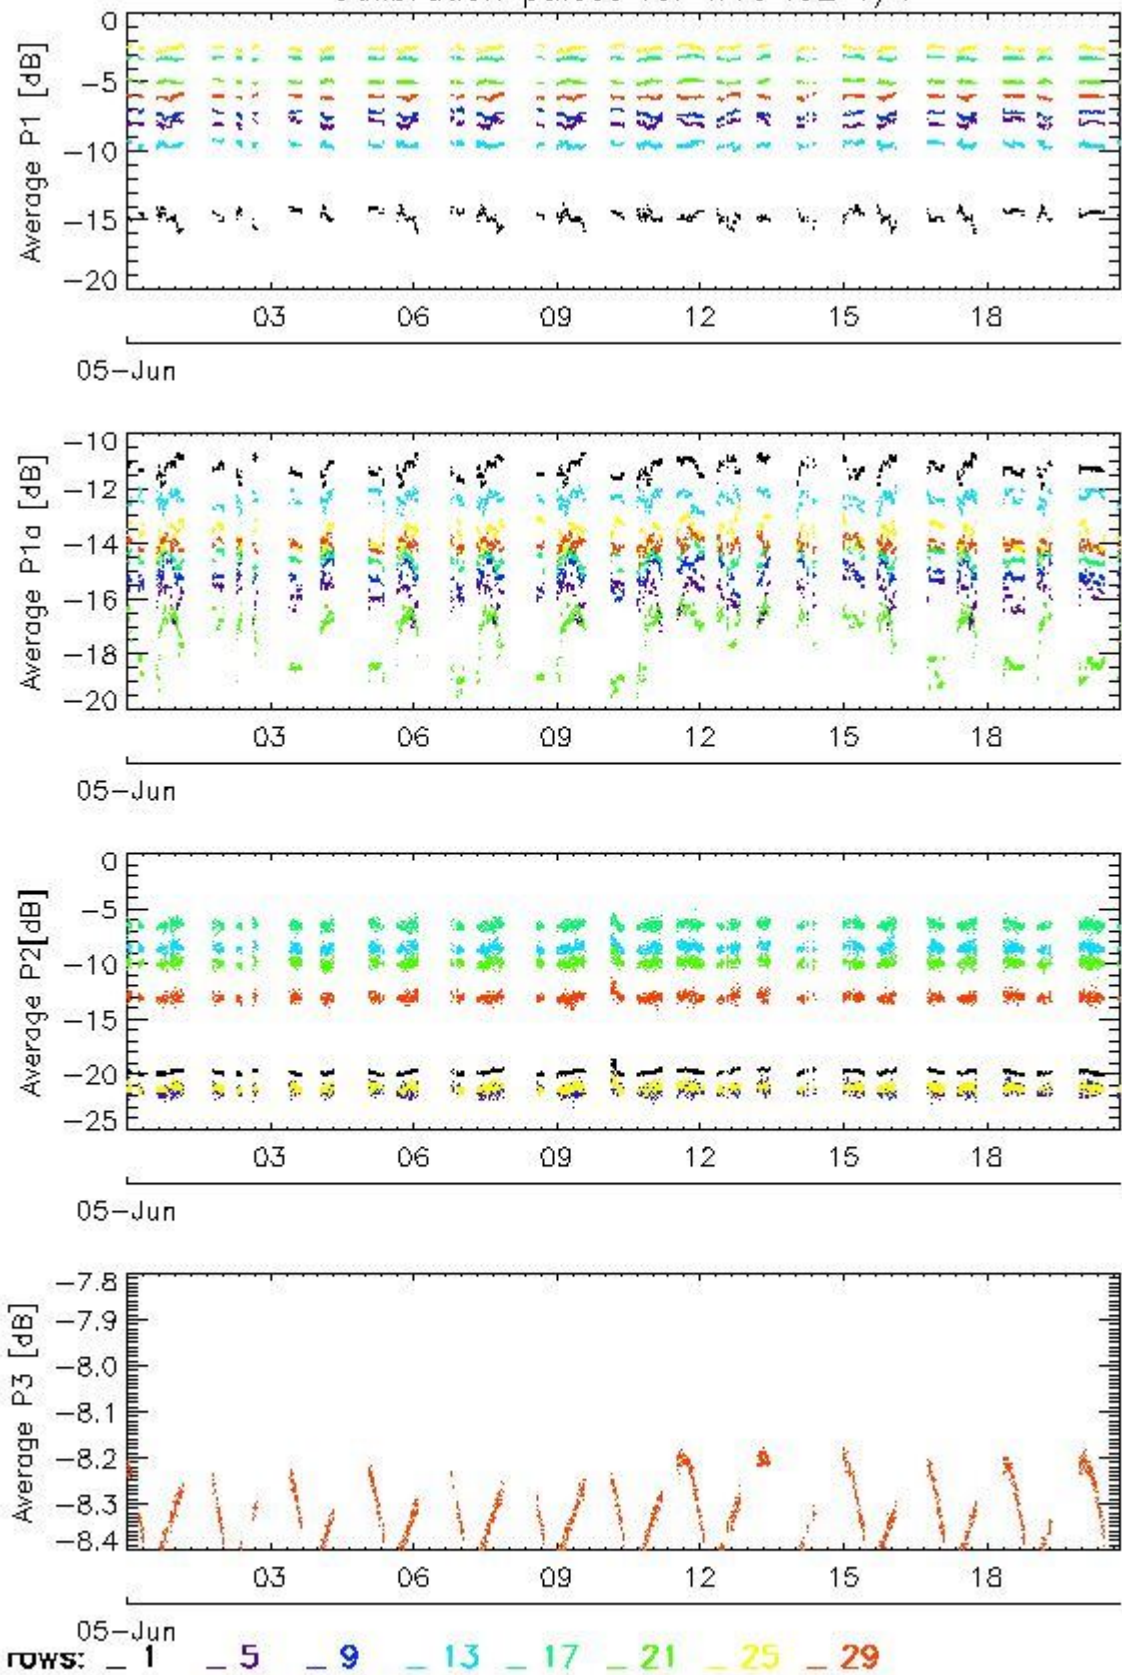 0
−5
−10
−15
−20
Average P1 [dB]
03 06 09 12 15 18
05−Jun
−10
−12
−14
−16
−18
−20
Average P1a [dB]
03 06 09 12 15 18
05−Jun
0
−5
−10
−15
−20
−25
Average P2[dB]
03 06 09 12 15 18
05−Jun
−7.8
−7.9
−8.0
−8.1
−8.2
−8.3
−8.4
Average P3 [dB]
03 06 09 12 15 18
05−Jun
rows: _ 1 _ 5 _ 9 _ 13 _ 17 _ 21 _ 25 _ 29